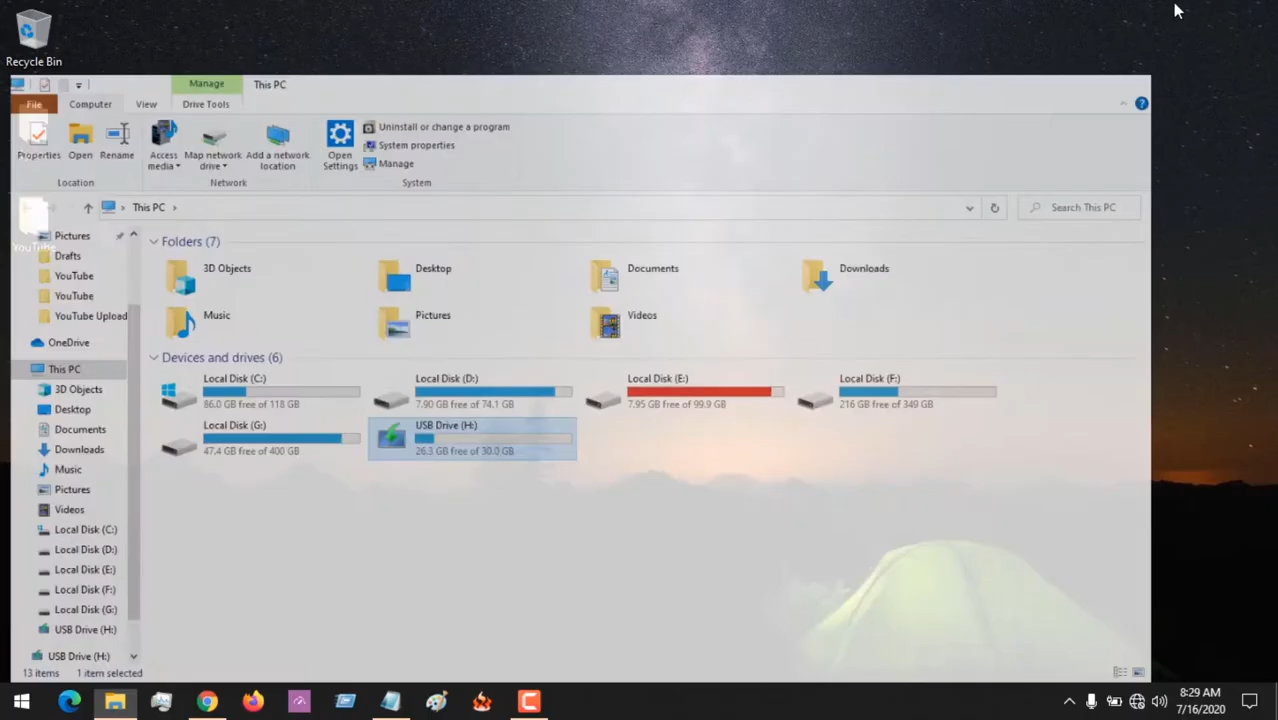 Recycle Bin
Manage
This PC
File
Computer
View
Drive Tools
Properties
Open
Rename
Access media
Map network drive
Add a network location
Open Settings
Uninstall or change a program
System properties
Manage
Location
Network
System
This PC
Search This PC
YouTube
Pictures
Drafts
YouTube
YouTube
YouTube Upload
OneDrive
This PC
3D Objects
Desktop
Documents
Downloads
Music
Pictures
Videos
Local Disk (C:)
Local Disk (D:)
Local Disk (E:)
Local Disk (F:)
Local Disk (G:)
USB Drive (H:)
USB Drive (H:)
Folders (7)
3D Objects
Desktop
Documents
Downloads
Music
Pictures
Videos
Devices and drives (6)
Local Disk (C:)
86.0 GB free of 118 GB
Local Disk (D:)
7.90 GB free of 74.1 GB
Local Disk (E:)
7.95 GB free of 99.9 GB
Local Disk (F:)
216 GB free of 349 GB
Local Disk (G:)
47.4 GB free of 400 GB
USB Drive (H:)
26.3 GB free of 30.0 GB
13 items
1 item selected
8:29 AM
7/16/2020